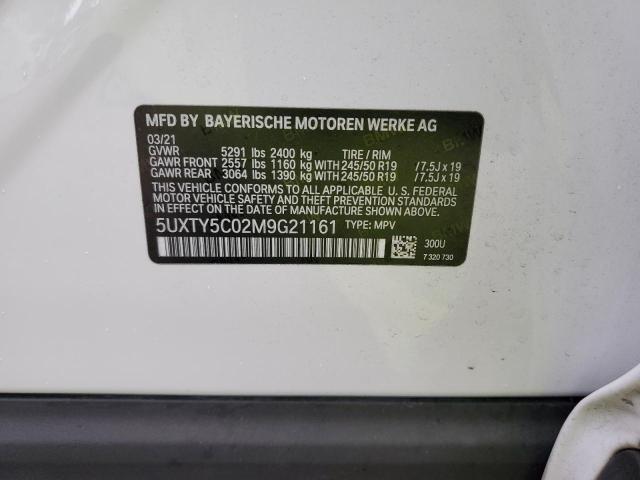 MFD BY BAYERISCHE MOTOREN WERKE AG
03/21
GVWR 5291 lbs 2400 kg TIRE / RIM
GAWR FRONT 2557 lbs 1160 kg WITH 245/50 R19 /7.5J x 19
GAWR REAR 3064 lbs 1390 kg WITH 245/50 R19 /7.5J x 19
THIS VEHICLE CONFORMS TO ALL APPLICABLE U. S. FEDERAL
MOTOR VEHICLE SAFETY, BUMPER, AND THEFT PREVENTION
STANDARDS IN EFFECT ON THE DATE OF MANUFACTURE SHOWN ABOVE.
5UXTY5C02M9G21161 TYPE: MPV
300U
7 320 730